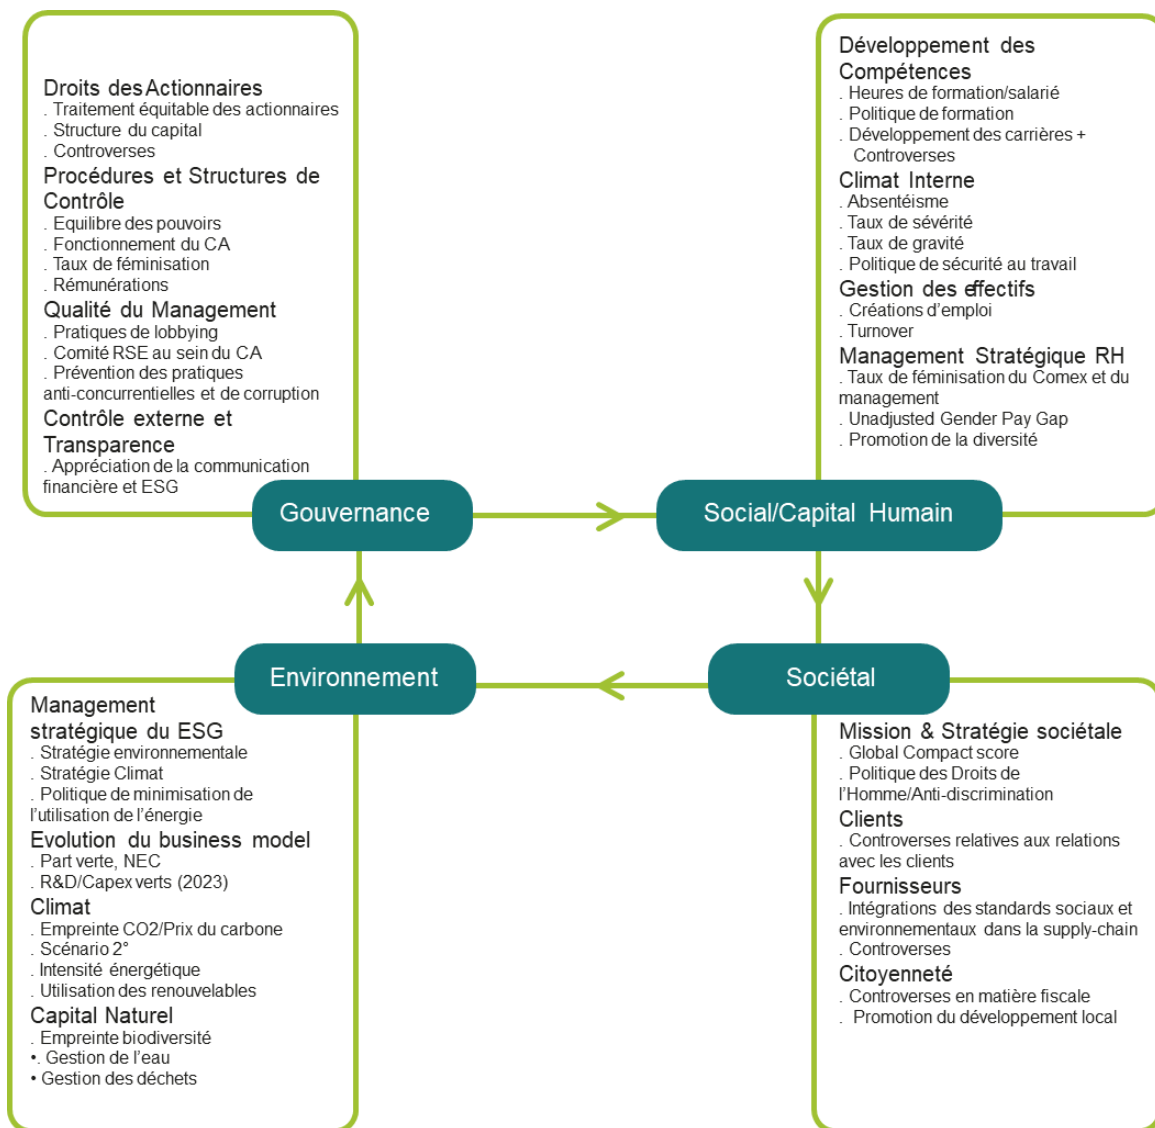 Droits des Actionnaires
. Traitement équitable des actionnaires
. Structure du capital
. Controverses
Procédures et Structures de
Contrôle
. Equilibre des pouvoirs
. Fonctionnement du CA
. Taux de féminisation
. Rémunérations
Qualité du Management
. Pratiques de lobbying
. Comité RSE au sein du CA
. Prévention des pratiques
anti-concurrentielles et de corruption
Contrôle externe et
Transparence
. Appréciation de la communication
financière et ESG
Gouvernance
Développement des
Compétences
. Heures de formation/salarié
. Politique de formation
. Développement des carrières +
Controverses
Climat Interne
. Absentéisme
. Taux de sévérité
. Taux de gravité
. Politique de sécurité au travail
Gestion des effectifs
. Créations d'emploi
. Turnover
Management Stratégique RH
. Taux de féminisation du Comex et du
management
. Unadjusted Gender Pay Gap
. Promotion de la diversité
Social/Capital Humain
Environnement
Management
stratégique du ESG
. Stratégie environnementale
. Stratégie Climat
. Politique de minimisation de
l'utilisation de l'énergie
Evolution du business model
. Part verte, NEC
. R&D/Capex verts (2023)
Climat
. Empreinte CO2/Prix du carbone
. Scénario 2°
. Intensité énergétique
. Utilisation des renouvelables
Capital Naturel
. Empreinte biodiversité
•. Gestion de l'eau
• Gestion des déchets
Sociétal
Mission & Stratégie sociétale
. Global Compact score
. Politique des Droits de
l'Homme/Anti-discrimination
Clients
. Controverses relatives aux relations
avec les clients
Fournisseurs
. Intégrations des standards sociaux et
environnementaux dans la supply-chain
. Controverses
Citoyenneté
. Controverses en matière fiscale
. Promotion du développement local